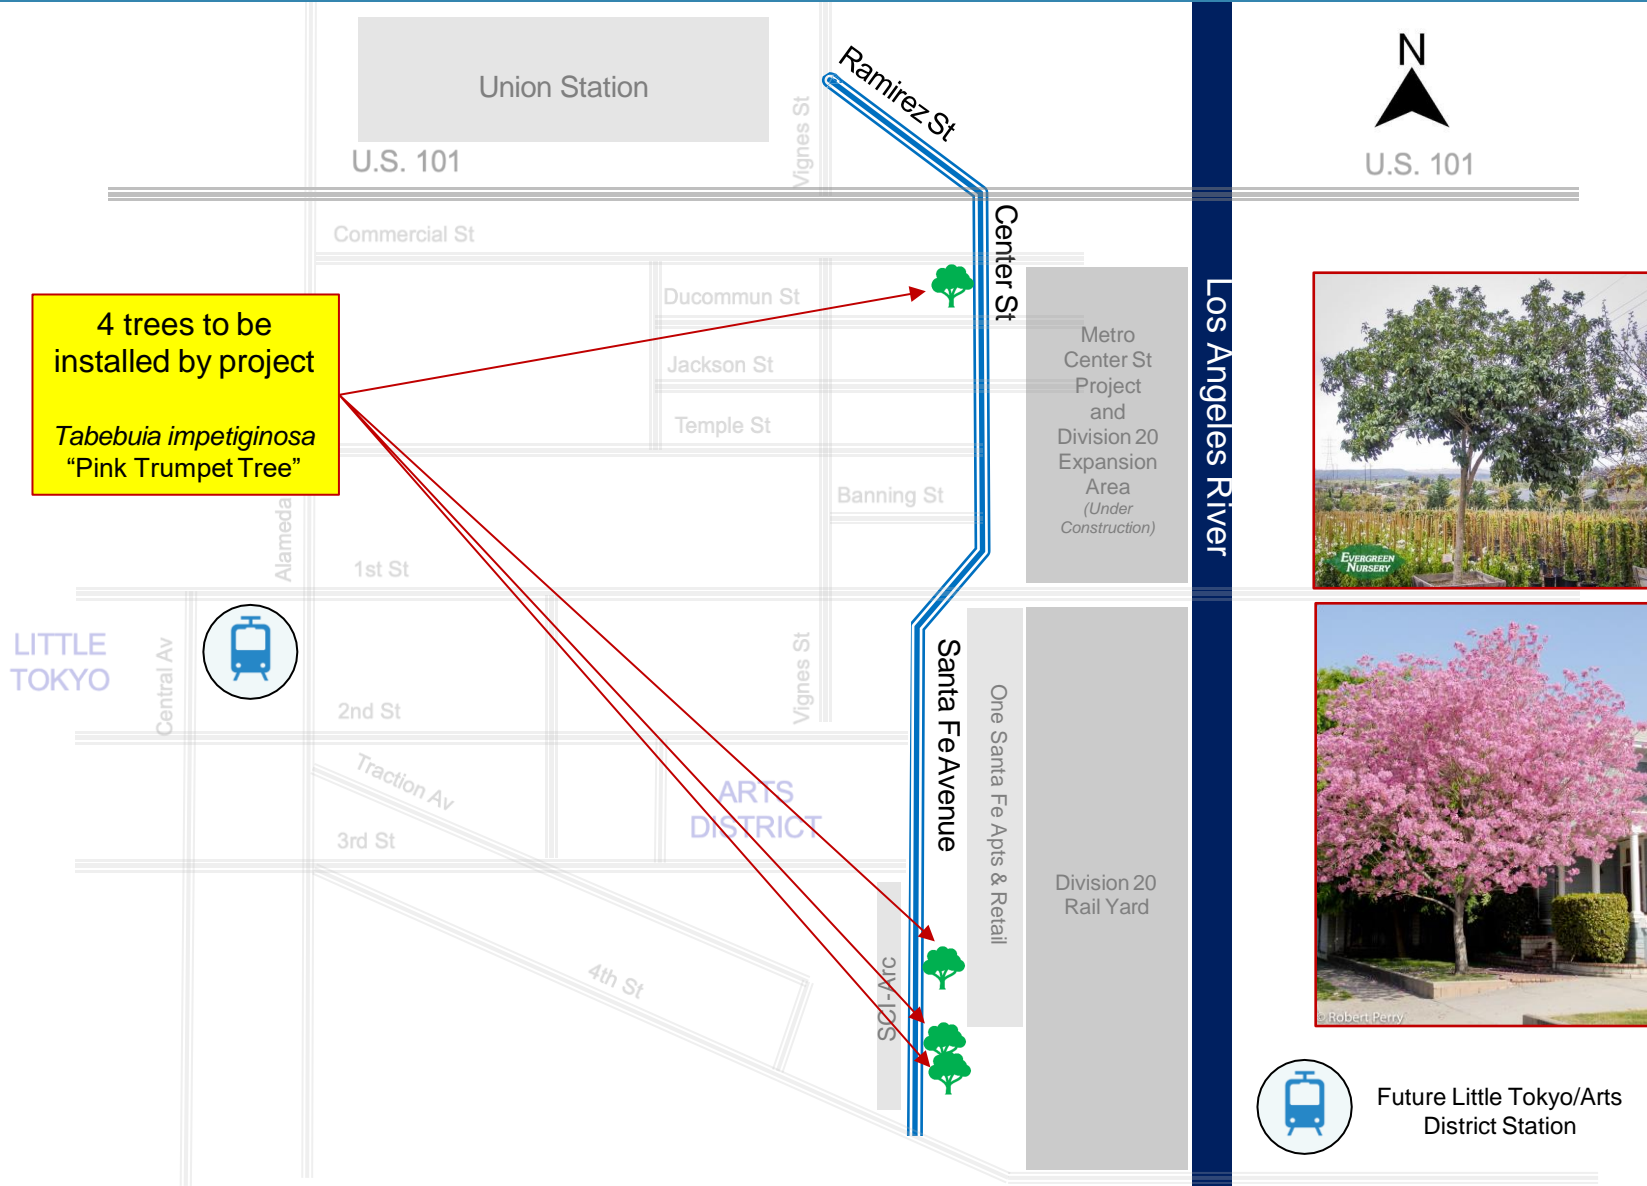 Union Station
Ramirez St
N
Vignes St
U.S. 101
U.S. 101
Center St
Commercial St
Ducommun St
4 trees to be
installed by project
Tabebuia impetiginosa
“Pink Trumpet Tree”
Jackson St
Temple St
Metro
Center St
Project
and
Division 20
Expansion
Area
(Under
Construction)
Los Angeles River
Banning St
Alameda
EVERGREEN
NURSERY
1st St
LITTLE
TOKYO
Central Av
Vignes St
Santa Fe Avenue
One Santa Fe Apts & Retail
2nd St
Traction Av
ARTS
DISTRICT
3rd St
Division 20
Rail Yard
4th St
SCI-Arc
© Robert Perry
Future Little Tokyo/Arts
District Station